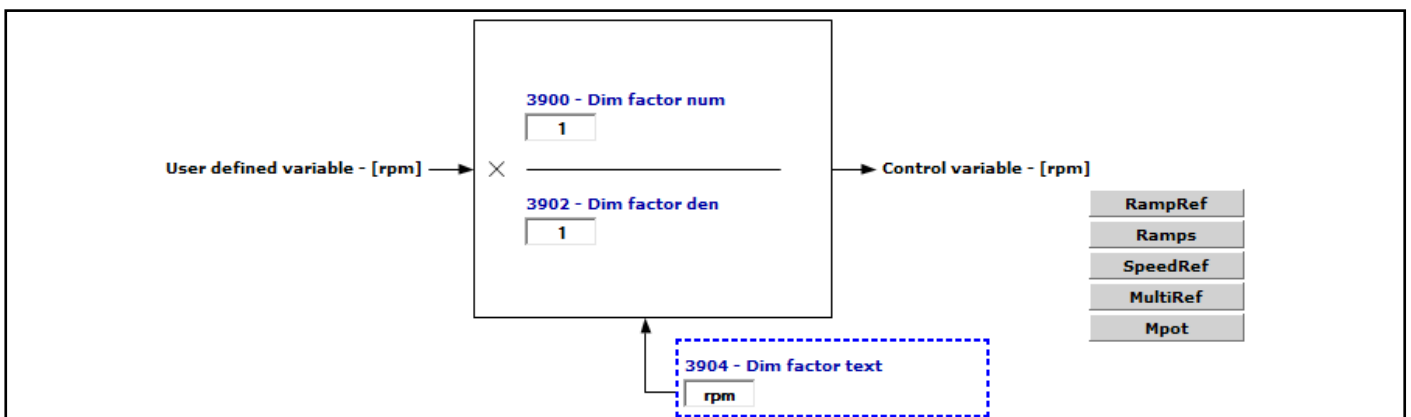 3900 - Dim factor num
1
User defined variable - [rpm]
×
Control variable - [rpm]
3902 - Dim factor den
1
RampRef
Ramps
SpeedRef
MultiRef
Mpot
3904 - Dim factor text
rpm